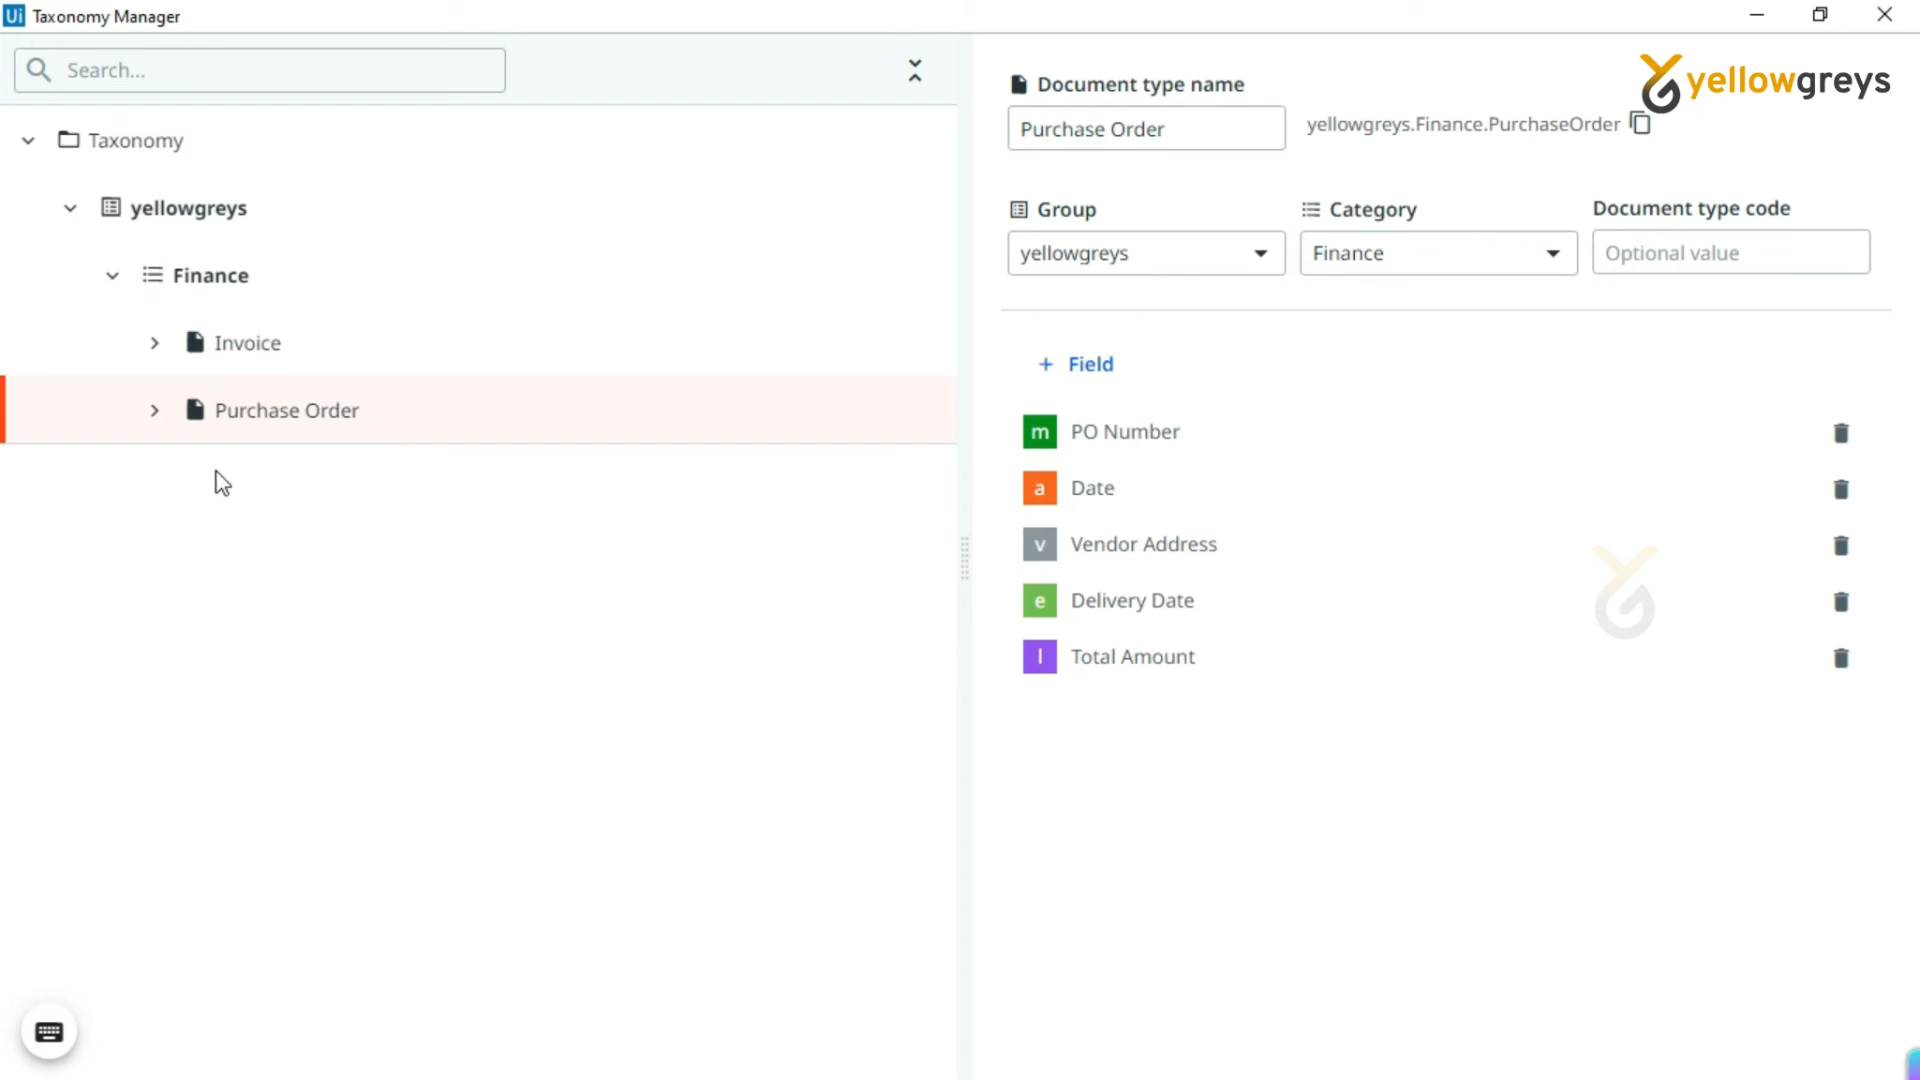 Ui Taxonomy Manager
Search...
Taxonomy
yellowgreys
Finance
Invoice
Purchase Order
yellowgreys
Document type name
Purchase Order
yellowgreys.Finance.PurchaseOrder
Group
Category
Document type code
yellowgreys
Finance
Optional value
+ Field
m PO Number
a Date
v Vendor Address
e Delivery Date
l Total Amount